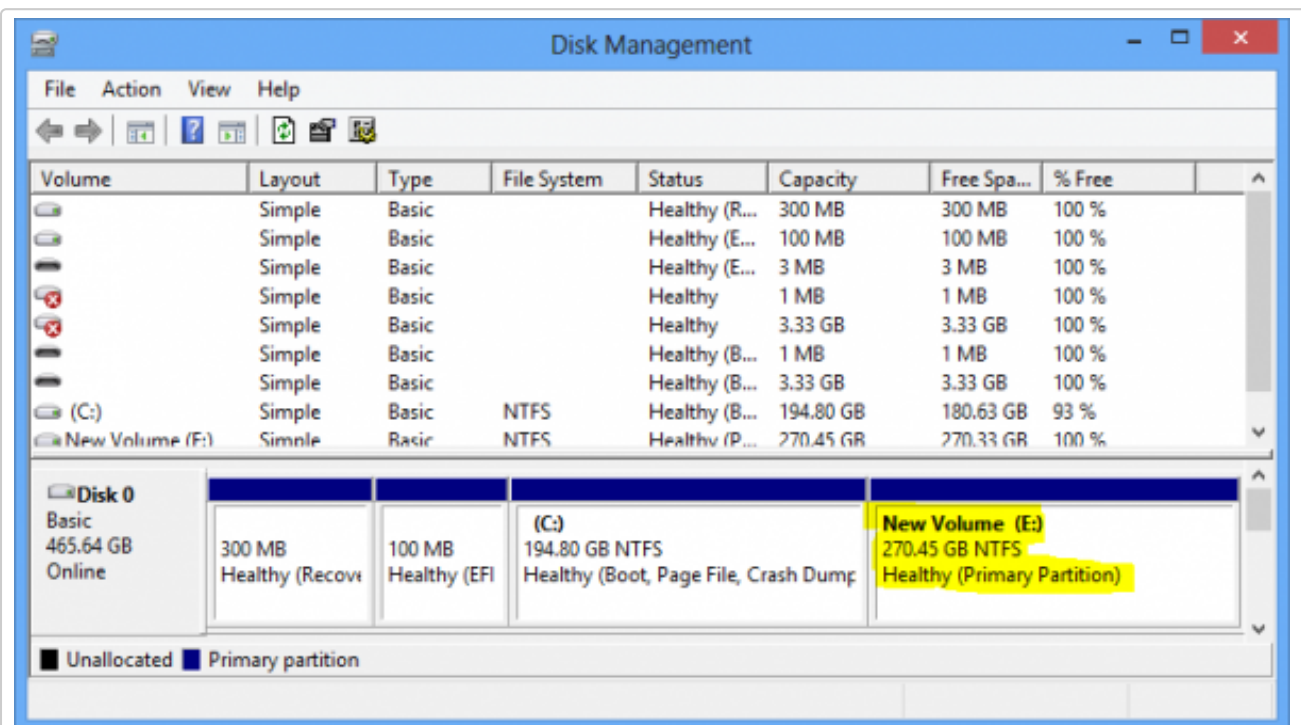 Disk Management
File Action View Help
Volume Layout Type File System Status Capacity Free Spa... % Free
Simple Basic Healthy (R... 300 MB 300 MB 100 %
Simple Basic Healthy (E... 100 MB 100 MB 100 %
Simple Basic Healthy (E... 3 MB 3 MB 100 %
Simple Basic Healthy 1 MB 1 MB 100 %
Simple Basic Healthy 3.33 GB 3.33 GB 100 %
Simple Basic Healthy (B... 1 MB 1 MB 100 %
Simple Basic Healthy (B... 3.33 GB 3.33 GB 100 %
(C:) Simple Basic NTFS Healthy (B... 194.80 GB 180.63 GB 93 %
New Volume (E:) Simple Basic NTFS Healthy (P... 270.45 GB 270.33 GB 100 %
Disk 0
Basic
465.64 GB
Online
300 MB
Healthy (Recove
100 MB
Healthy (EFI
(C:)
194.80 GB NTFS
Healthy (Boot, Page File, Crash Dump
New Volume (E:)
270.45 GB NTFS
Healthy (Primary Partition)
Unallocated Primary partition